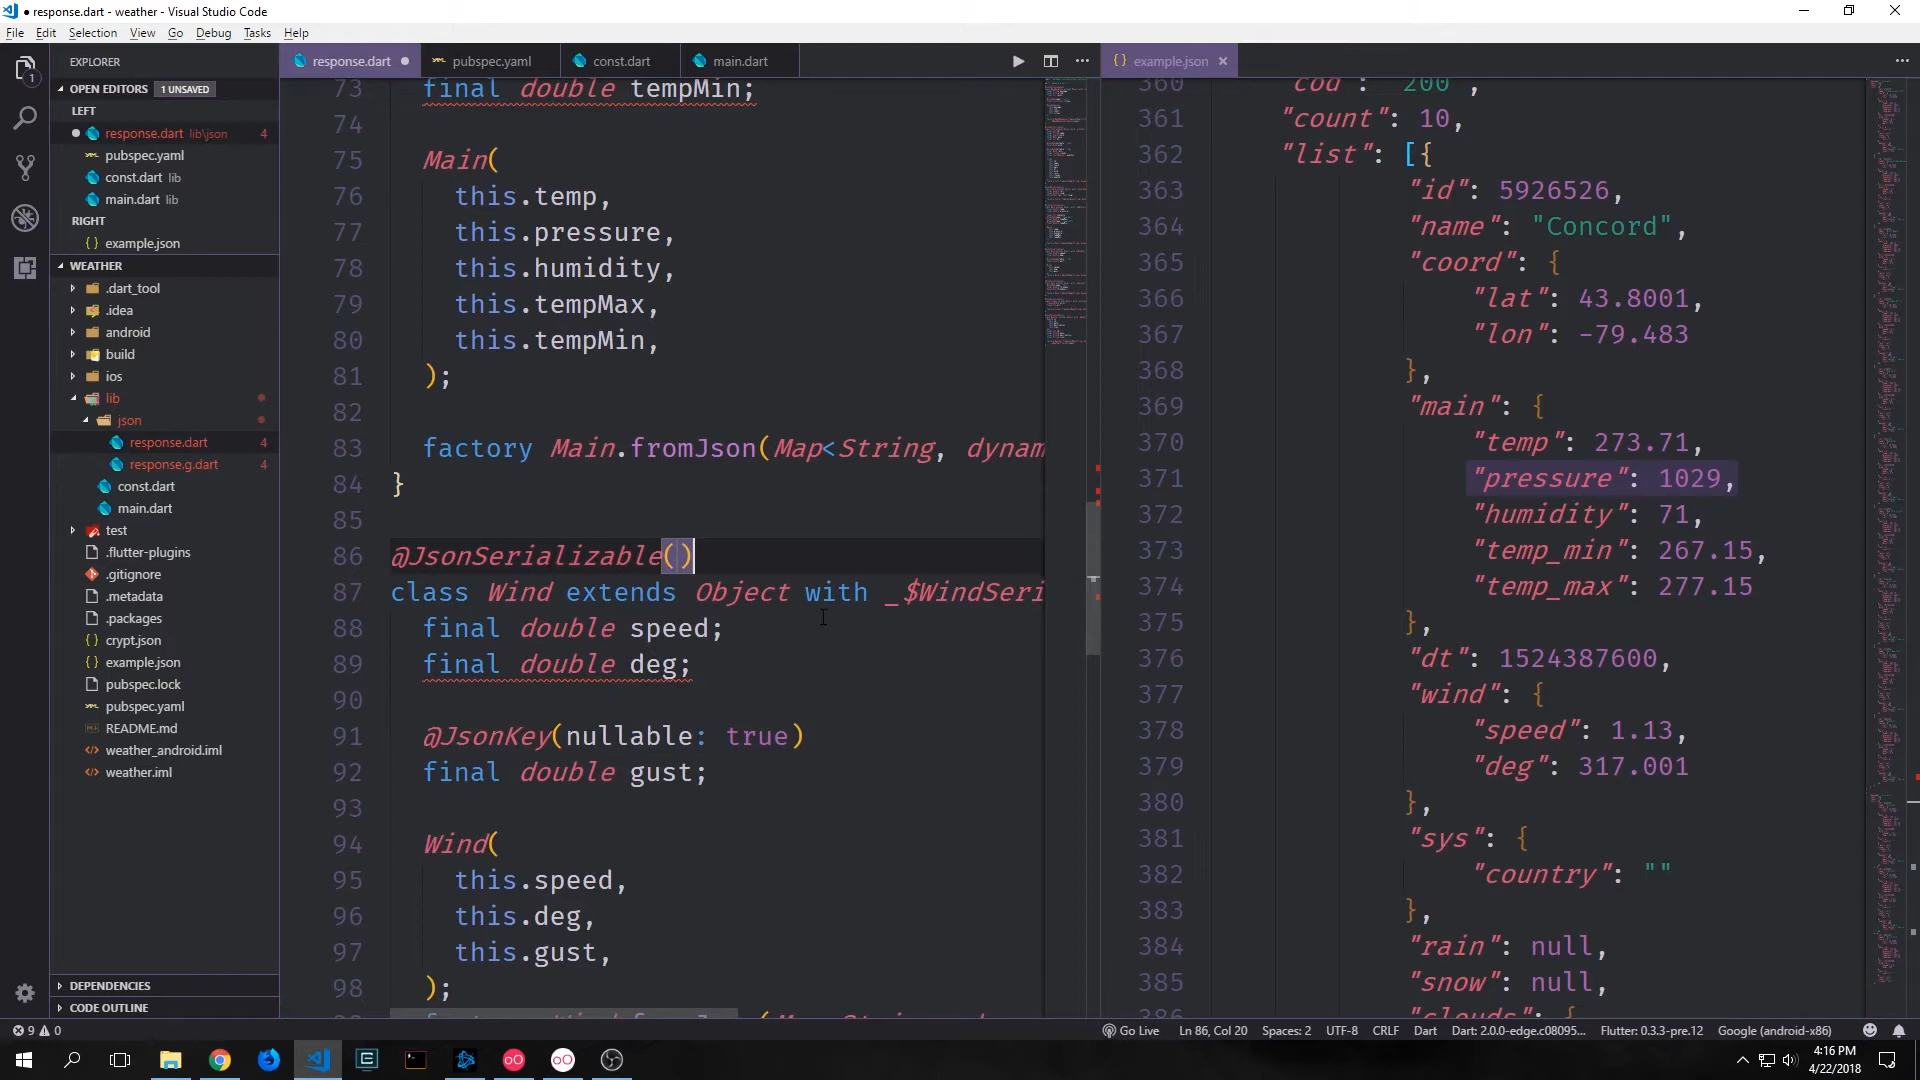 ● response.dart - weather - Visual Studio Code
File Edit Selection View Go Debug Tasks Help
EXPLORER
OPEN EDITORS 1 UNSAVED
LEFT
response.dart lib\json 4
pubspec.yaml
const.dart lib
main.dart lib
RIGHT
{ } example.json
WEATHER
.dart_tool
.idea
android
build
ios
lib
json
response.dart 4
response.g.dart 4
const.dart
main.dart
test
.flutter-plugins
.gitignore
.metadata
.packages
{ } crypt.json
{ } example.json
pubspec.lock
pubspec.yaml
README.md
weather_android.iml
weather.iml
DEPENDENCIES
CODE OUTLINE
1
response.dart ● pubspec.yaml const.dart main.dart
73 final double tempMin;
74
75 Main(
76 this.temp,
77 this.pressure,
78 this.humidity,
79 this.tempMax,
80 this.tempMin,
81 );
82
83 factory Main.fromJson(Map<String, dynam
84 }
85
86 @JsonSerializable()
87 class Wind extends Object with _$WindSeri
88 final double speed;
89 final double deg;
90
91 @JsonKey(nullable: true)
92 final double gust;
93
94 Wind(
95 this.speed,
96 this.deg,
97 this.gust,
98 );
{ } example.json ×
360 "cod": "200",
361 "count": 10,
362 "list": [{
363 "id": 5926526,
364 "name": "Concord",
365 "coord": {
366 "lat": 43.8001,
367 "lon": -79.483
368 },
369 "main": {
370 "temp": 273.71,
371 "pressure": 1029,
372 "humidity": 71,
373 "temp_min": 267.15,
374 "temp_max": 277.15
375 },
376 "dt": 1524387600,
377 "wind": {
378 "speed": 1.13,
379 "deg": 317.001
380 },
381 "sys": {
382 "country": ""
383 },
384 "rain": null,
385 "snow": null,
386 "clouds": {
9 0 Go Live Ln 86, Col 20 Spaces: 2 UTF-8 CRLF Dart Dart: 2.0.0-edge.c08095... Flutter: 0.3.3-pre.12 Google (android-x86)
4:16 PM
4/22/2018